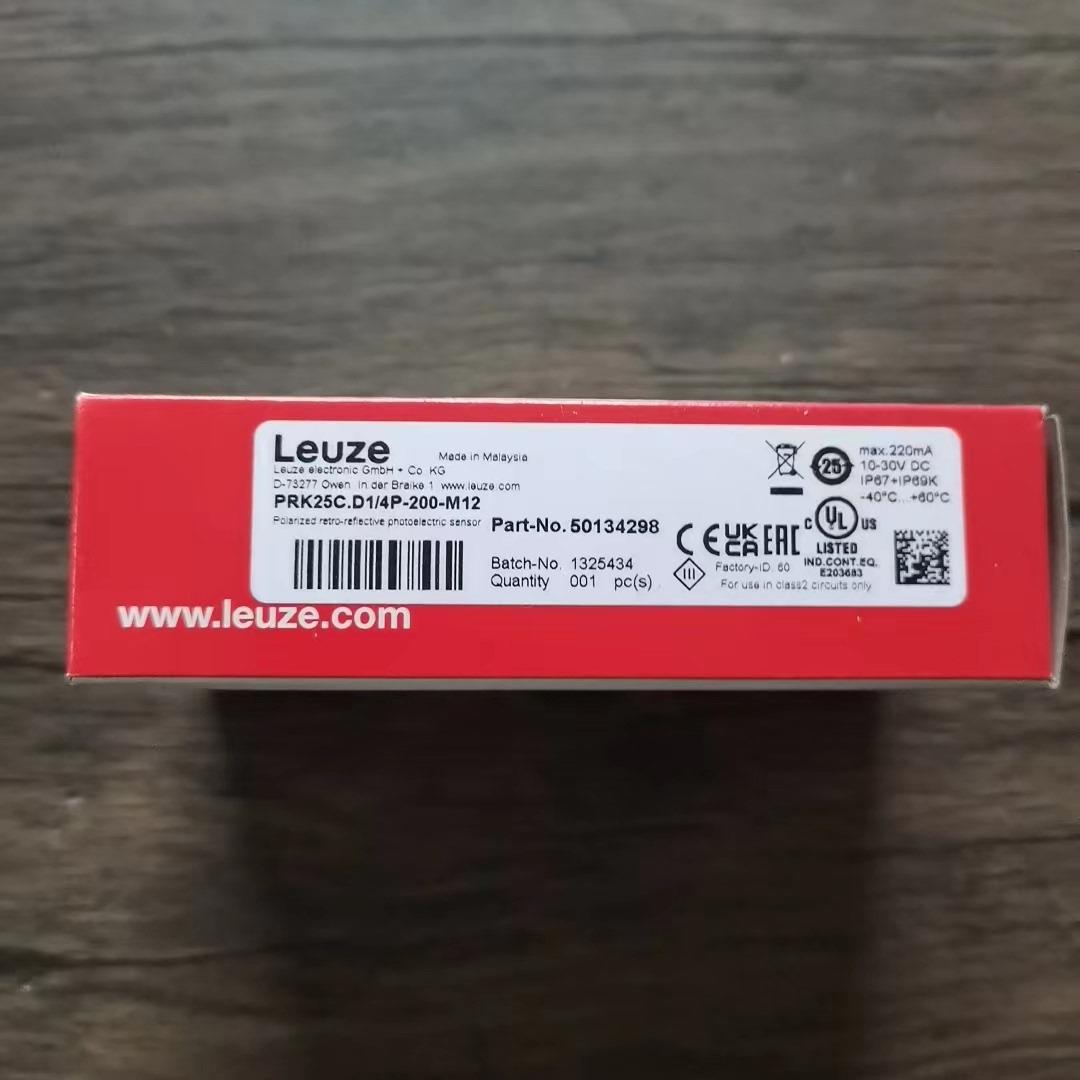 Leuze
Made in Malaysia
Leuze electronic GmbH + Co. KG
D-73277 Owen In der Braike 1 www.leuze.com
PRK25C.D1/4P-200-M12
Polarized retro-reflective photoelectric sensor
Part-No. 50134298
Batch-No. 1325434
Quantity 001 pc(s)
25
max.220mA
10-30V DC
IP67+IP69K
-40°C...+60°C
CE UKCA EAC
C UL US
LISTED
IND.CONT.EQ.
E203683
III
Factory-ID. 60
For use in class2 circuits only
www.leuze.com